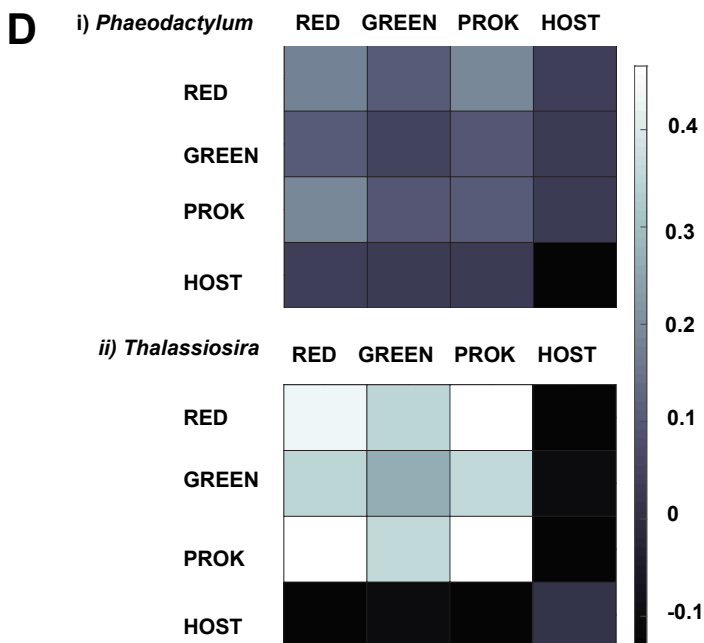 D
i) Phaeodactylum RED GREEN PROK HOST
RED
GREEN
PROK
HOST
0.4
0.3
0.2
0.1
0
-0.1
ii) Thalassiosira RED GREEN PROK HOST
RED
GREEN
PROK
HOST